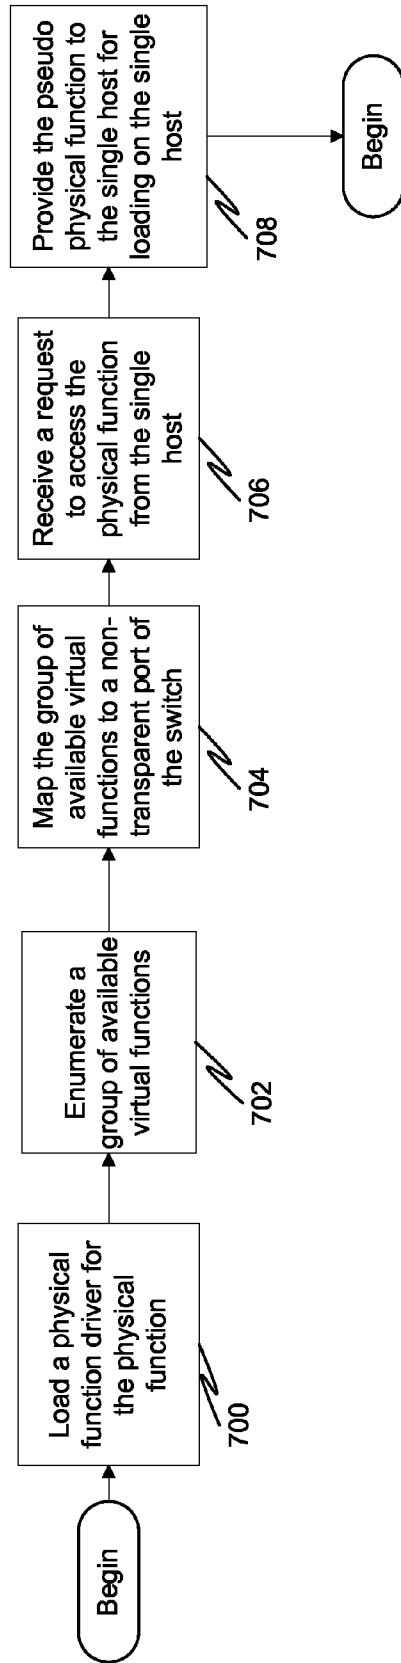 Begin
Load a physical
function driver for
the physical
function
700
Enumerate a
group of available
virtual functions
702
Map the group of
available virtual
functions to a non-
transparent port of
the switch
704
Receive a request
to access the
physical function
from the single
host
706
Provide the pseudo
physical function to
the single host for
loading on the single
host
708
Begin